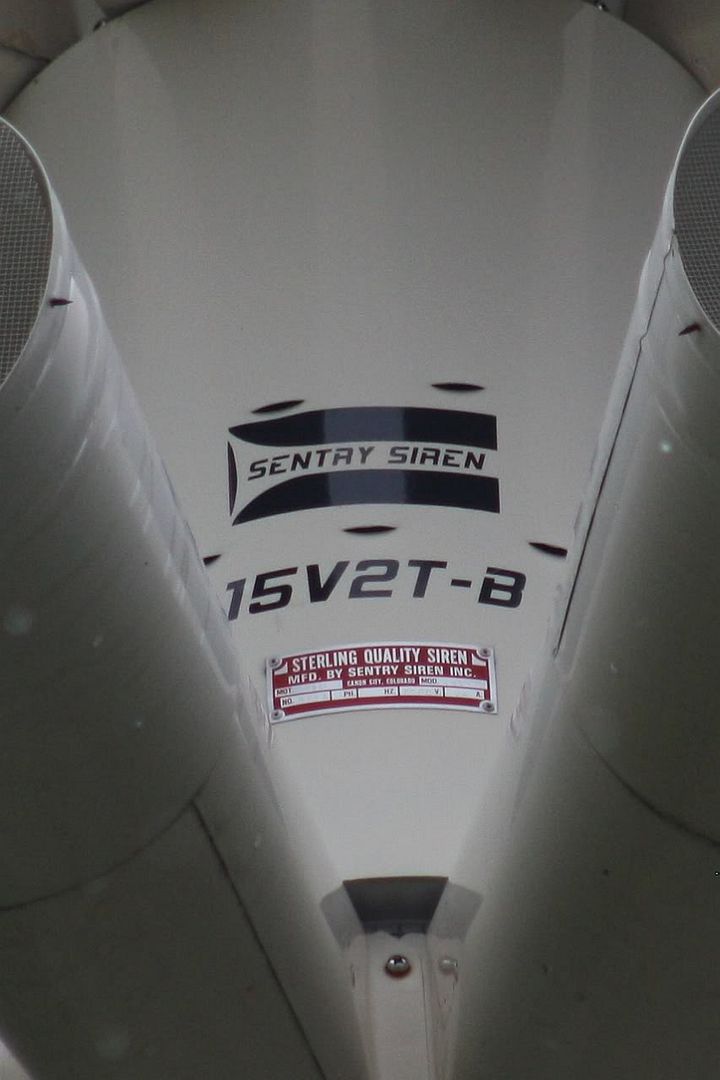 SENTRY SIREN
15V2T-B
STERLING QUALITY SIREN
MFD. BY SENTRY SIREN INC.
CANON CITY, COLORADO MOD.
MOT.
NO. PH. HZ. V. A.